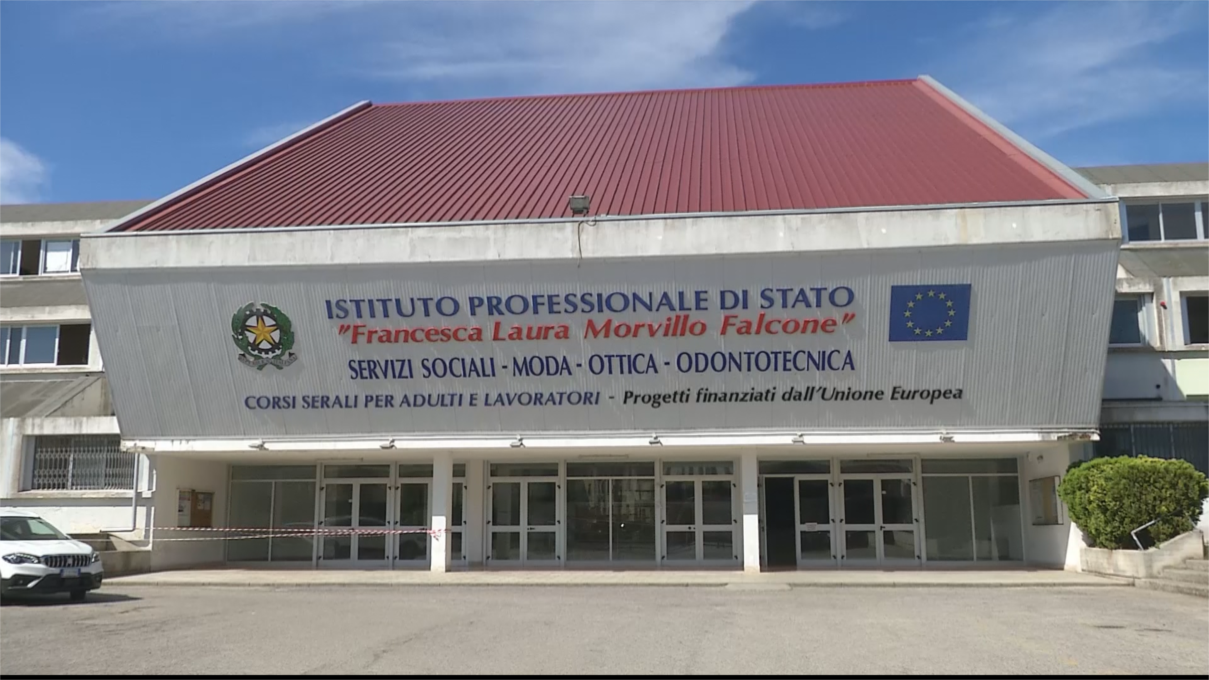 ISTITUTO PROFESSIONALE DI STATO
"Francesca Laura Morvillo Falcone"
SERVIZI SOCIALI - MODA - OTTICA - ODONTOTECNICA
CORSI SERALI PER ADULTI E LAVORATORI - Progetti finanziati dall'Unione Europea